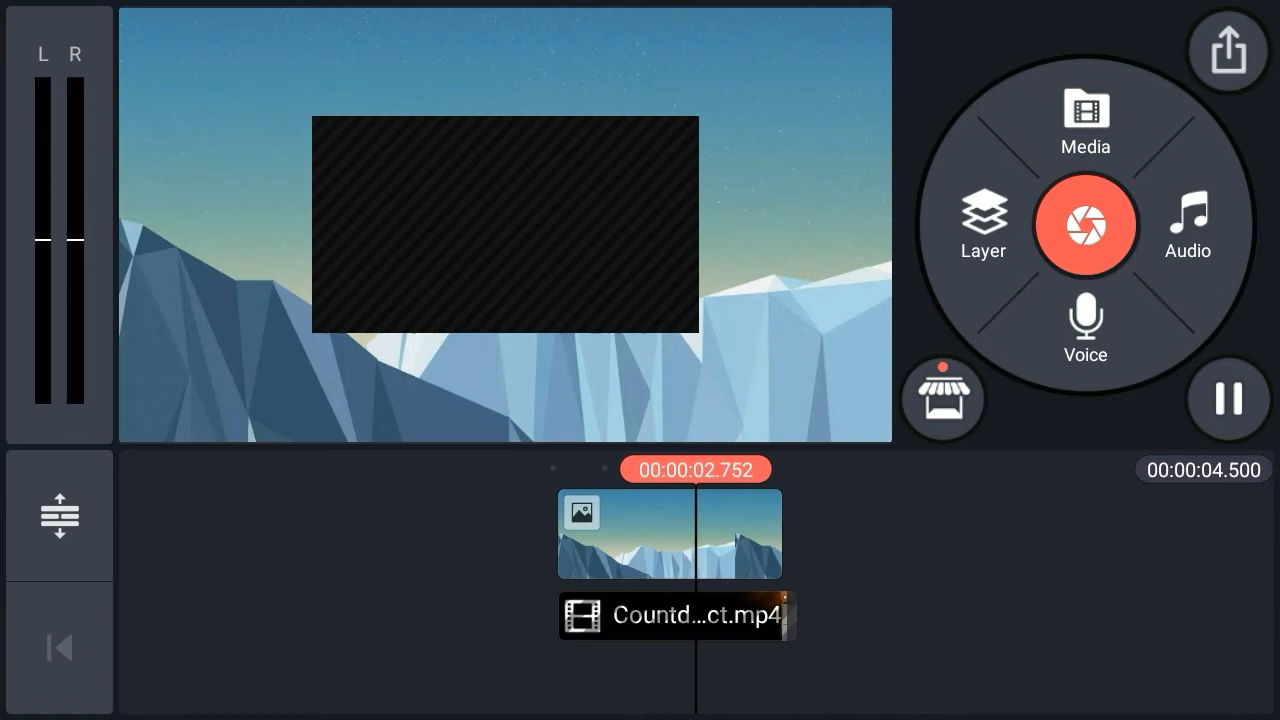 L R
Media
Layer
Audio
Voice
00:00:02.752
00:00:04.500
Countd...ct.mp4